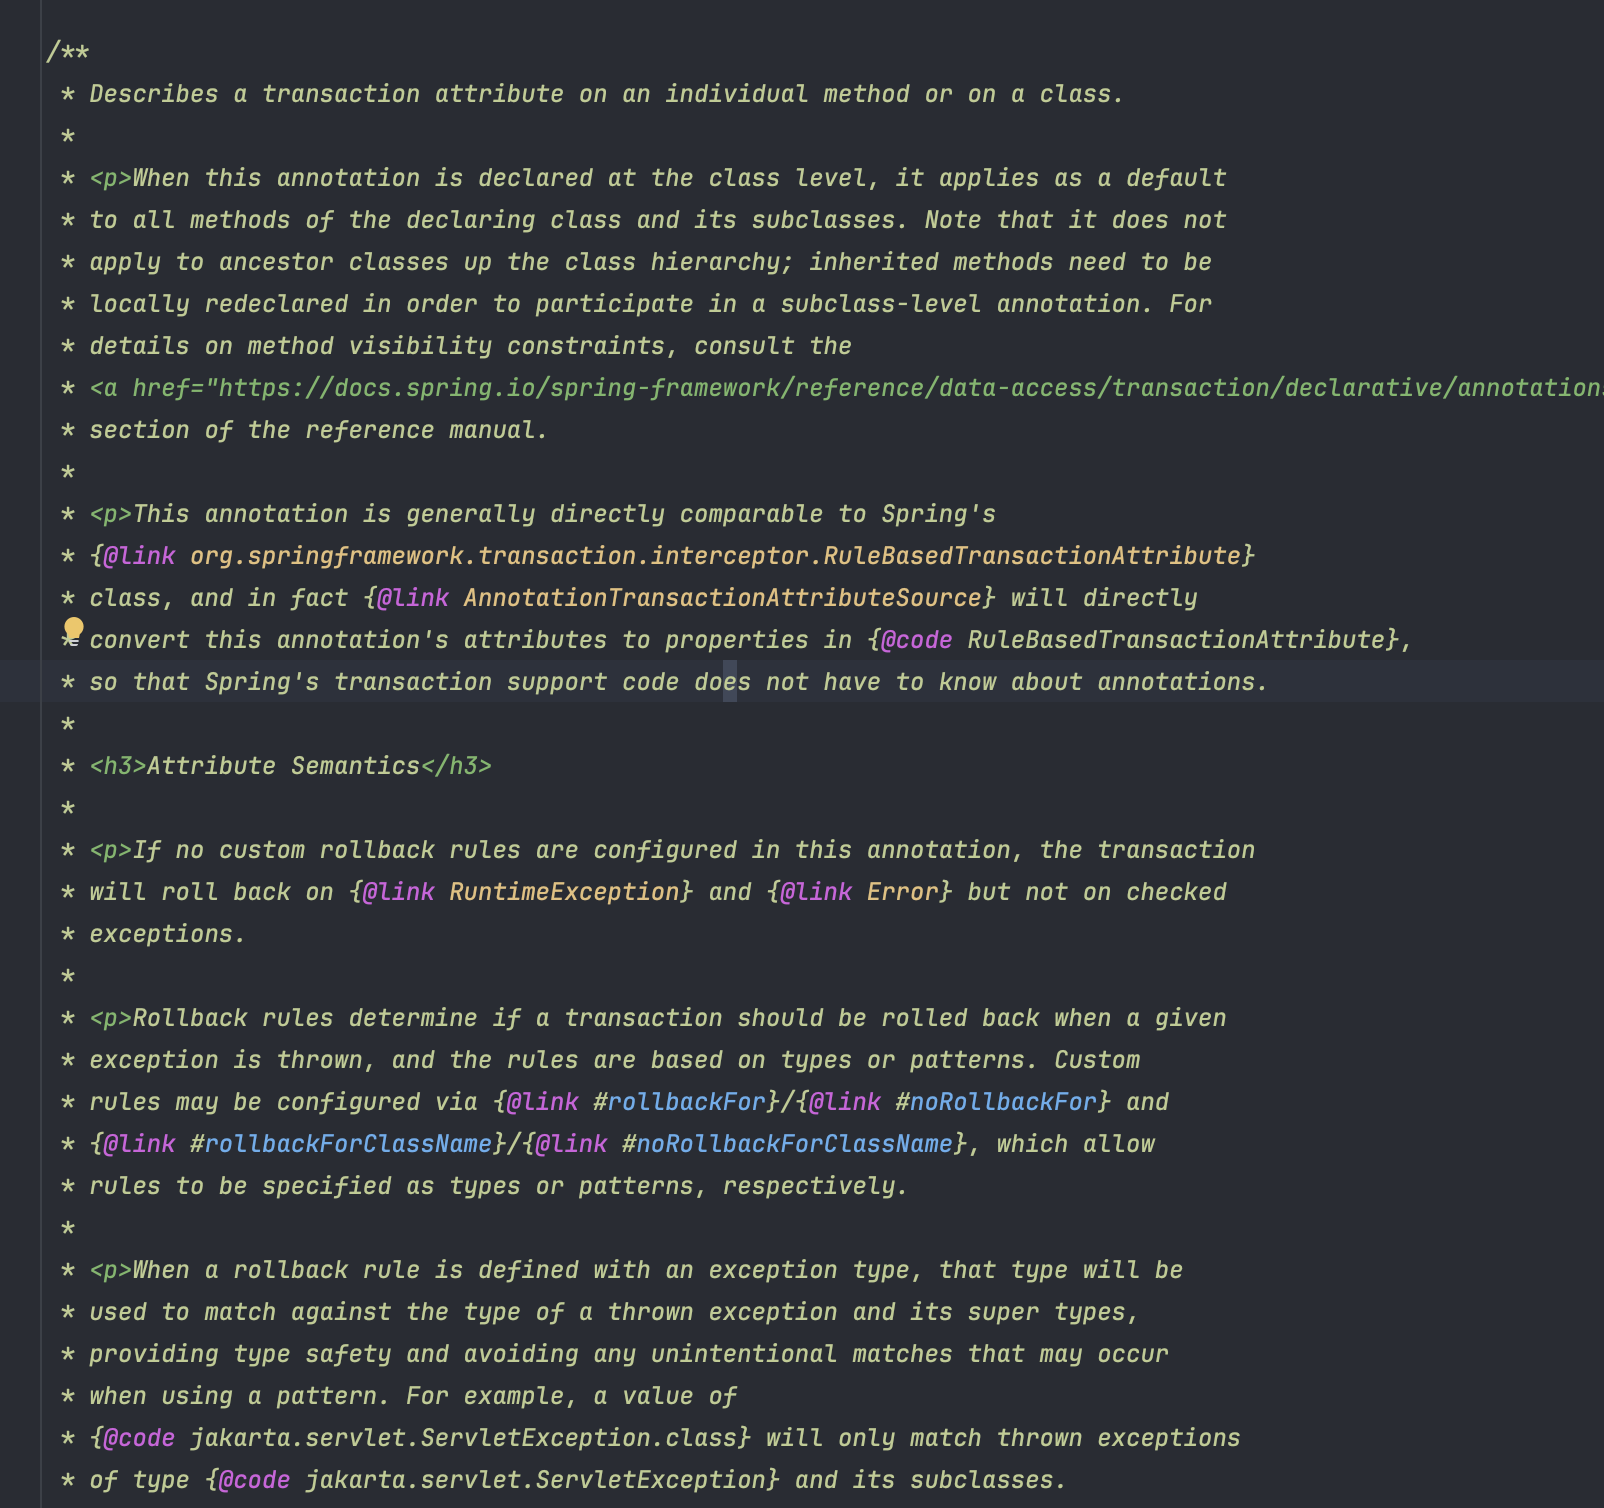 /**
* Describes a transaction attribute on an individual method or on a class.
*
* <p>When this annotation is declared at the class level, it applies as a default
* to all methods of the declaring class and its subclasses. Note that it does not
* apply to ancestor classes up the class hierarchy; inherited methods need to be
* locally redeclared in order to participate in a subclass-level annotation. For
* details on method visibility constraints, consult the
* <a href="https://docs.spring.io/spring-framework/reference/data-access/transaction/declarative/annotations
* section of the reference manual.
*
* <p>This annotation is generally directly comparable to Spring's
* {@link org.springframework.transaction.interceptor.RuleBasedTransactionAttribute}
* class, and in fact {@link AnnotationTransactionAttributeSource} will directly
* convert this annotation's attributes to properties in {@code RuleBasedTransactionAttribute},
* so that Spring's transaction support code does not have to know about annotations.
*
* <h3>Attribute Semantics</h3>
*
* <p>If no custom rollback rules are configured in this annotation, the transaction
* will roll back on {@link RuntimeException} and {@link Error} but not on checked
* exceptions.
*
* <p>Rollback rules determine if a transaction should be rolled back when a given
* exception is thrown, and the rules are based on types or patterns. Custom
* rules may be configured via {@link #rollbackFor}/{@link #noRollbackFor} and
* {@link #rollbackForClassName}/{@link #noRollbackForClassName}, which allow
* rules to be specified as types or patterns, respectively.
*
* <p>When a rollback rule is defined with an exception type, that type will be
* used to match against the type of a thrown exception and its super types,
* providing type safety and avoiding any unintentional matches that may occur
* when using a pattern. For example, a value of
* {@code jakarta.servlet.ServletException.class} will only match thrown exceptions
* of type {@code jakarta.servlet.ServletException} and its subclasses.